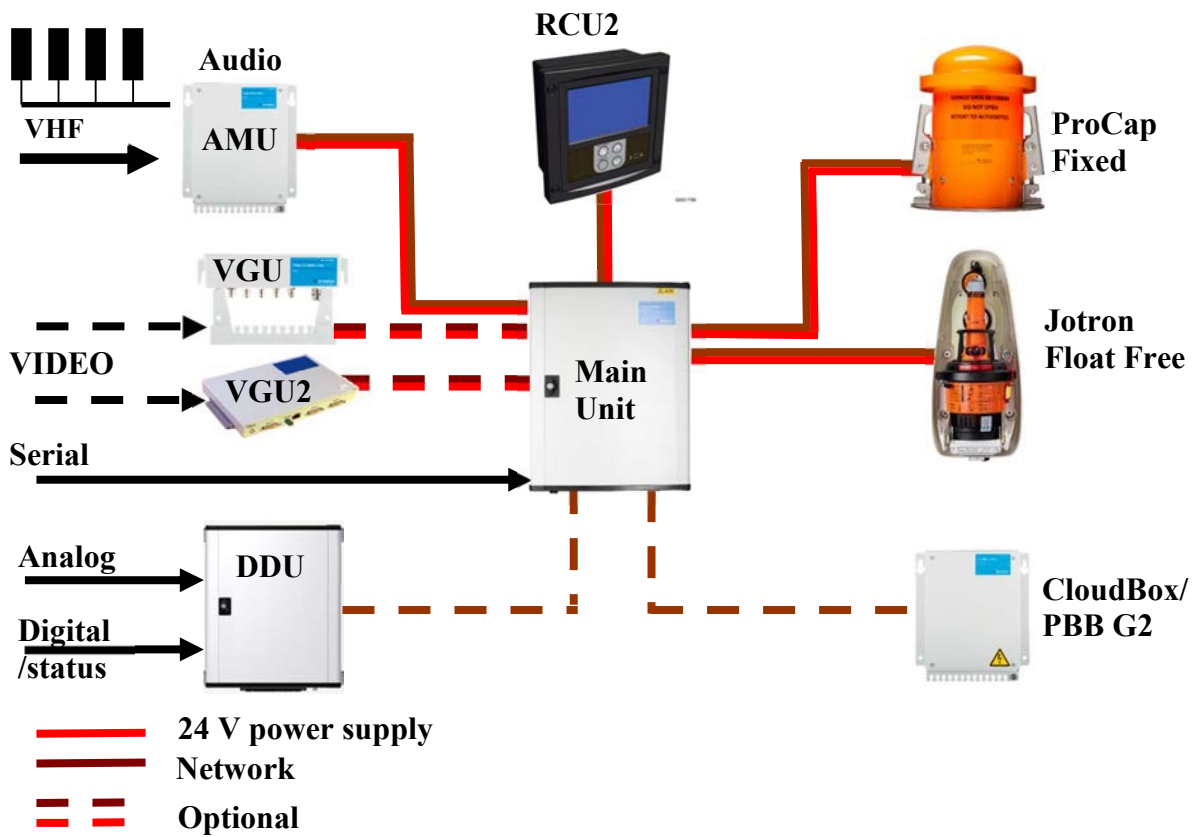 RCU2
Audio
VHF
AMU
ProCap
Fixed
VGU
VIDEO
VGU2
Main
Unit
Jotron
Float Free
Serial
Analog
DDU
Digital
/status
CloudBox/
PBB G2
24 V power supply
Network
Optional